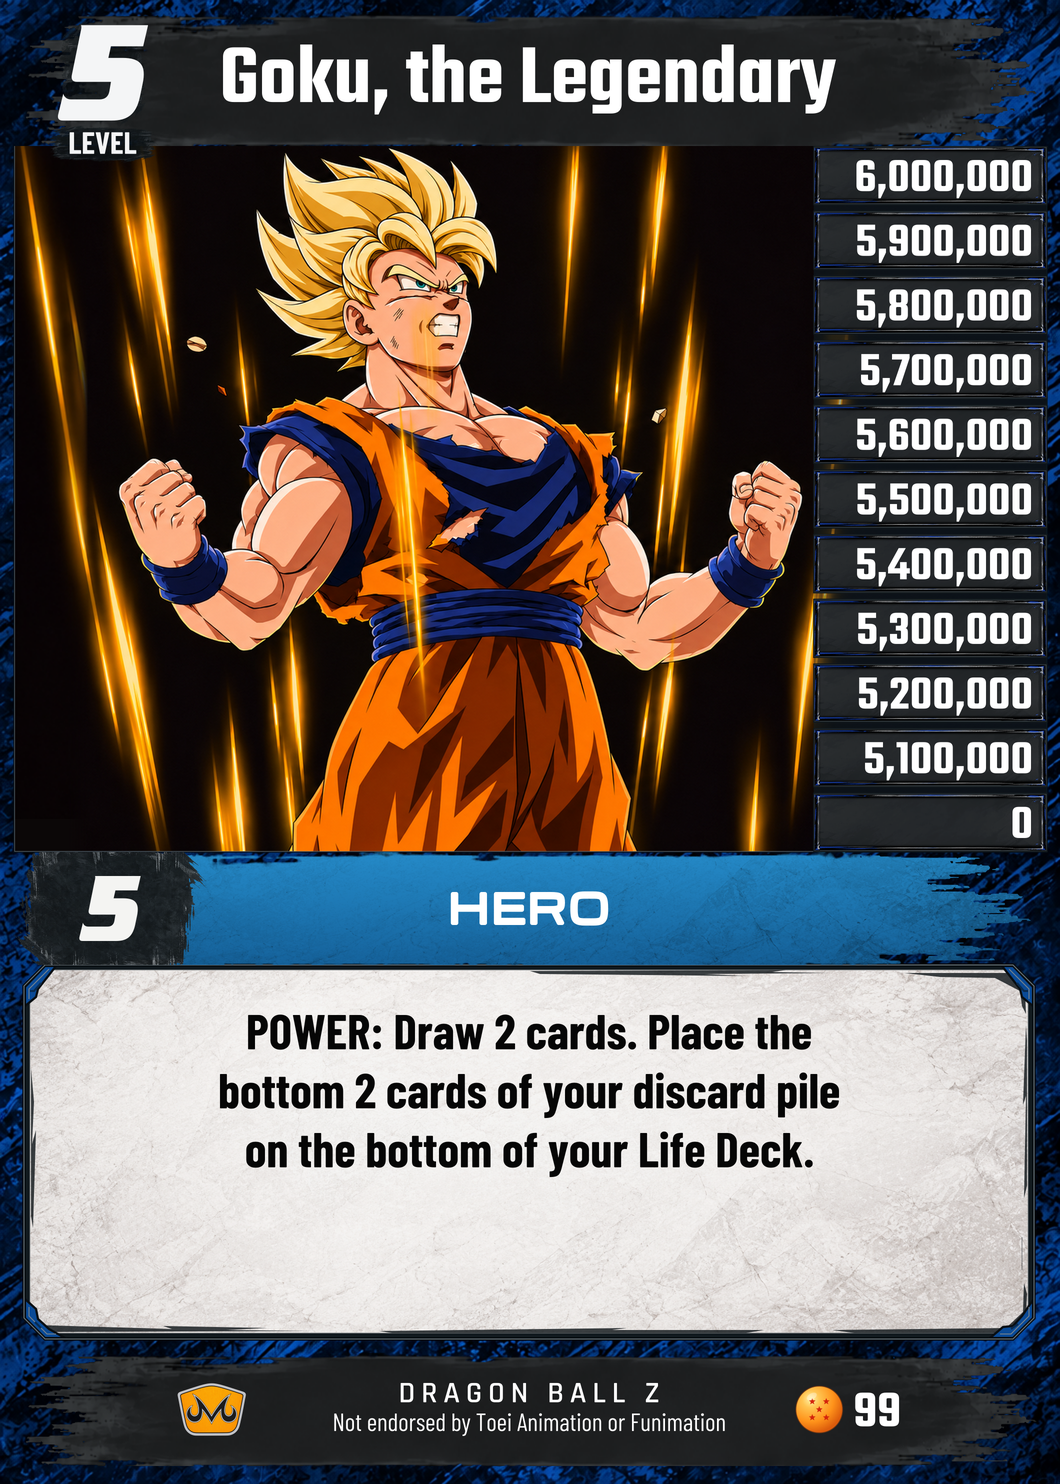 5
LEVEL
Goku, the Legendary
6,000,000
5,900,000
5,800,000
5,700,000
5,600,000
5,500,000
5,400,000
5,300,000
5,200,000
5,100,000
0
5
HERO
POWER: Draw 2 cards. Place the
bottom 2 cards of your discard pile
on the bottom of your Life Deck.
DRAGON BALL Z
Not endorsed by Toei Animation or Funimation
99